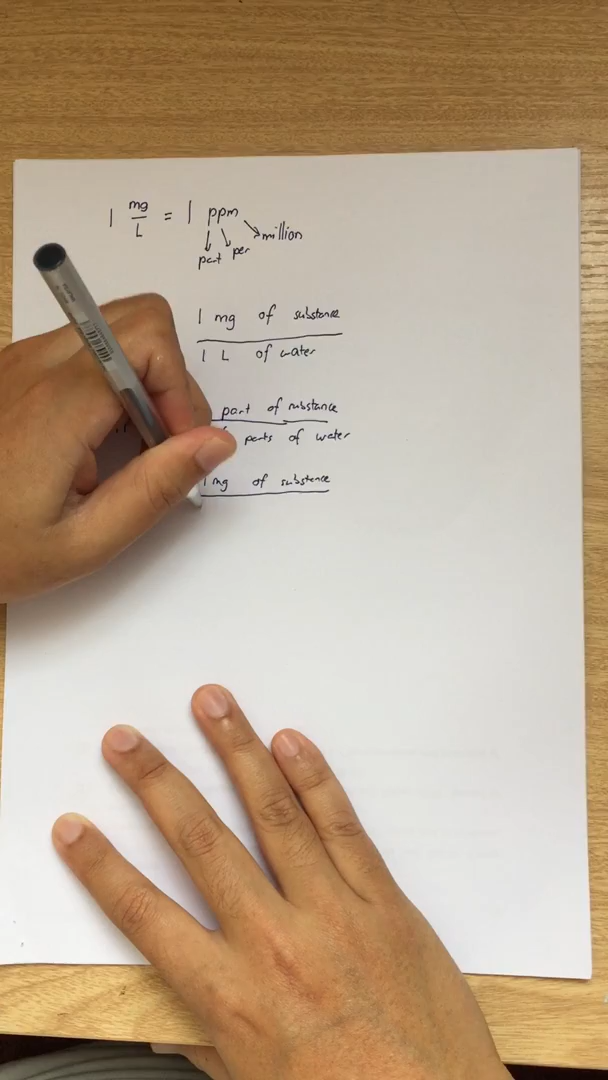 1 mg/L = 1 ppm
part per million
1 mg of substance
1 L of water
part of substance
parts of water
1 mg of substance